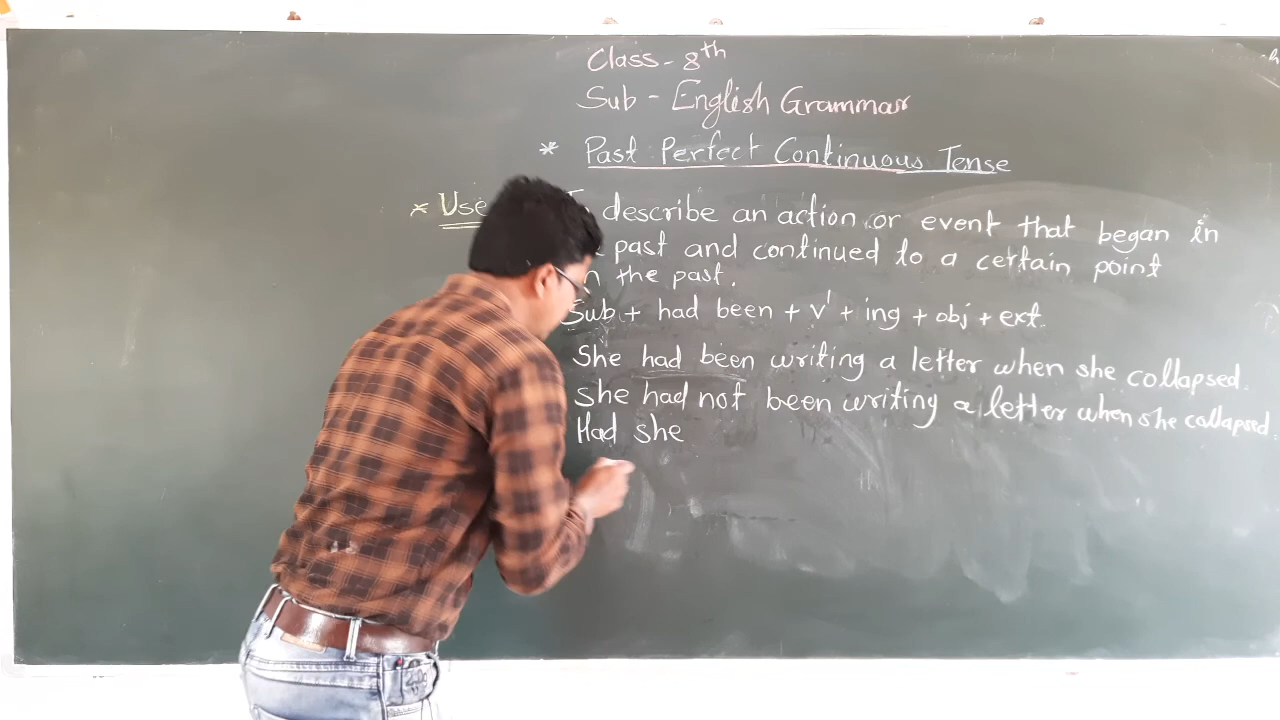 Class - 8th
Sub - English Grammar
* Past Perfect Continuous Tense
* Use describe an action or event that began in
past and continued to a certain point
the past.
Sub + had been + v¹ + ing + obj + ext.
She had been writing a letter when she collapsed.
She had not been writing a letter when she collapsed.
Had she